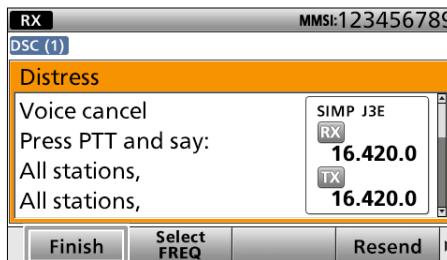 RX MMSI:123456789
DSC (1)
Distress
Voice cancel
Press PTT and say:
All stations,
All stations,
SIMP J3E
RX
16.420.0
TX
16.420.0
Finish
Select
FREQ
Resend